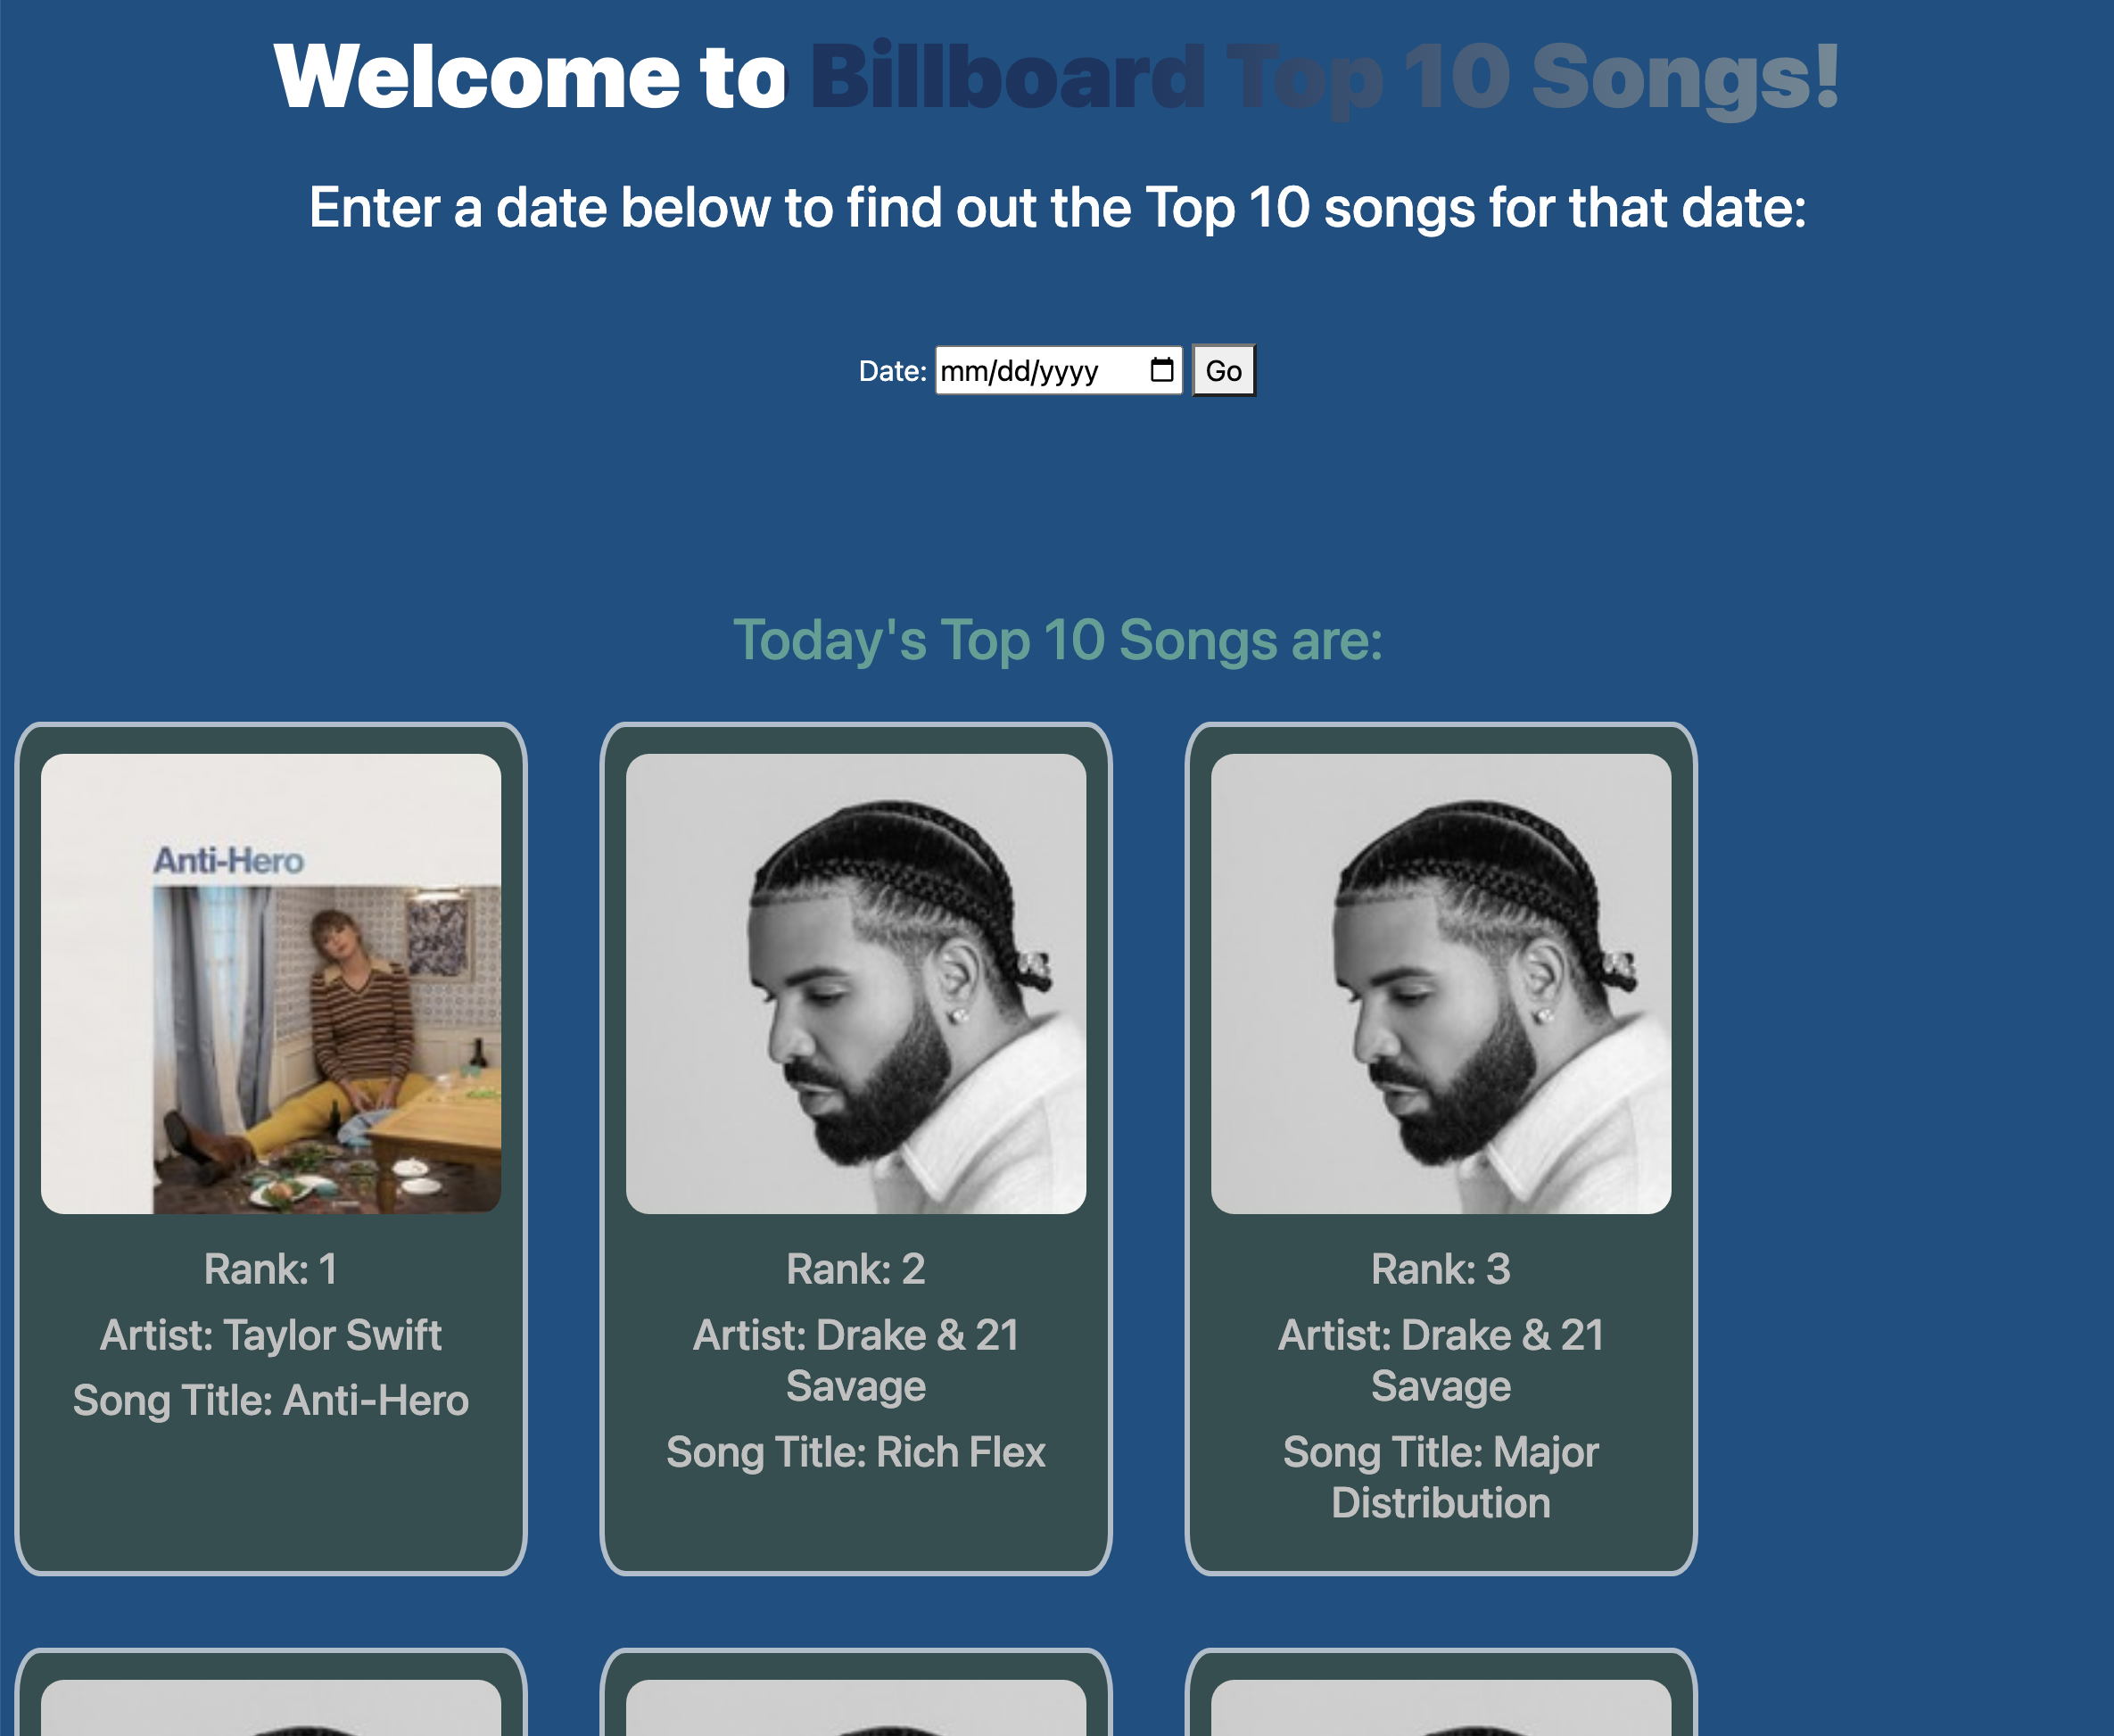 Welcome to Billboard Top 10 Songs!
Enter a date below to find out the Top 10 songs for that date:
Date: mm/dd/yyyy Go
Today's Top 10 Songs are:
Anti-Hero
Rank: 1
Artist: Taylor Swift
Song Title: Anti-Hero
Rank: 2
Artist: Drake & 21
Savage
Song Title: Rich Flex
Rank: 3
Artist: Drake & 21
Savage
Song Title: Major
Distribution